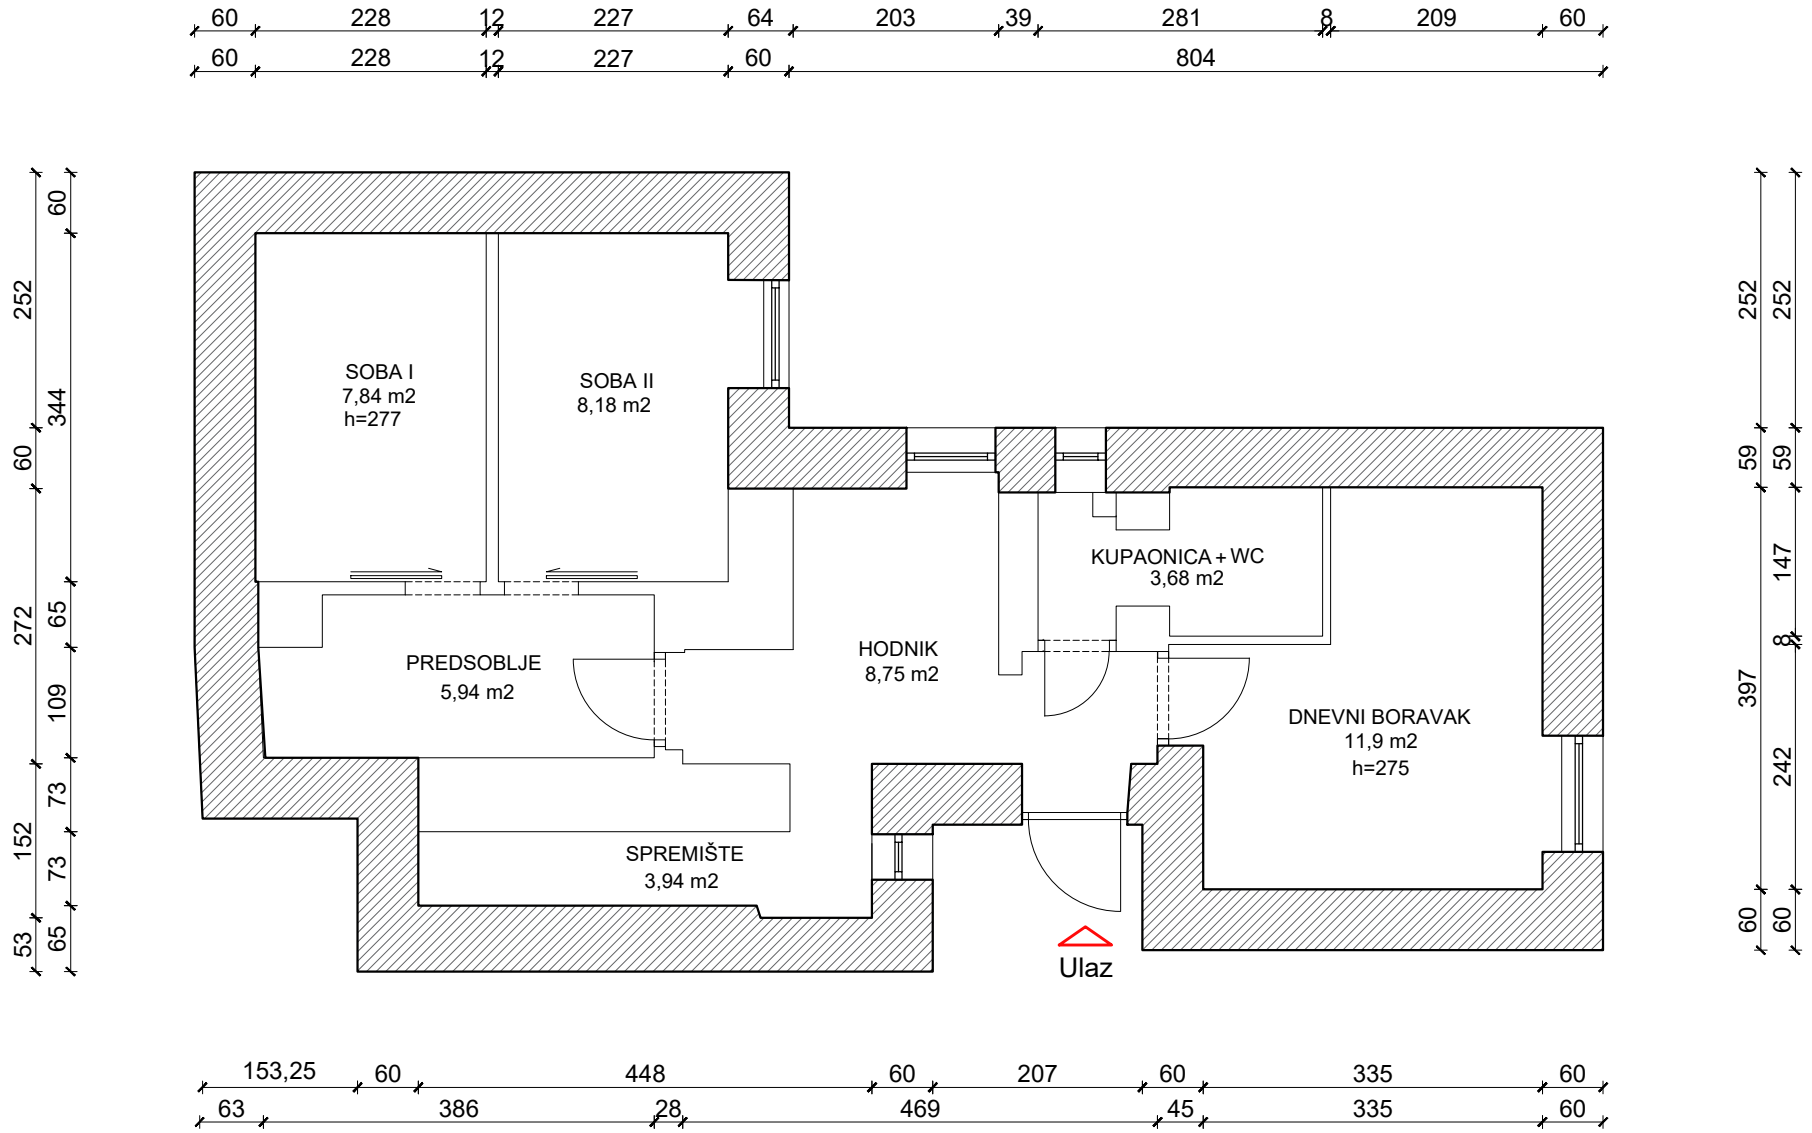 60 228 12 227 64 203 39 281 8 209 60
60 228 12 227 60 804
60
252
344
60
272
65
109
73
152
73
53
65
SOBA I
7,84 m2
h=277
SOBA II
8,18 m2
PREDSOBLJE
5,94 m2
HODNIK
8,75 m2
KUPAONICA + WC
3,68 m2
DNEVNI BORAVAK
11,9 m2
h=275
SPREMIŠTE
3,94 m2
Ulaz
252 252
59 59
147
8
397
242
60 60
153,25 60 448 60 207 60 335 60
63 386 28 469 45 335 60